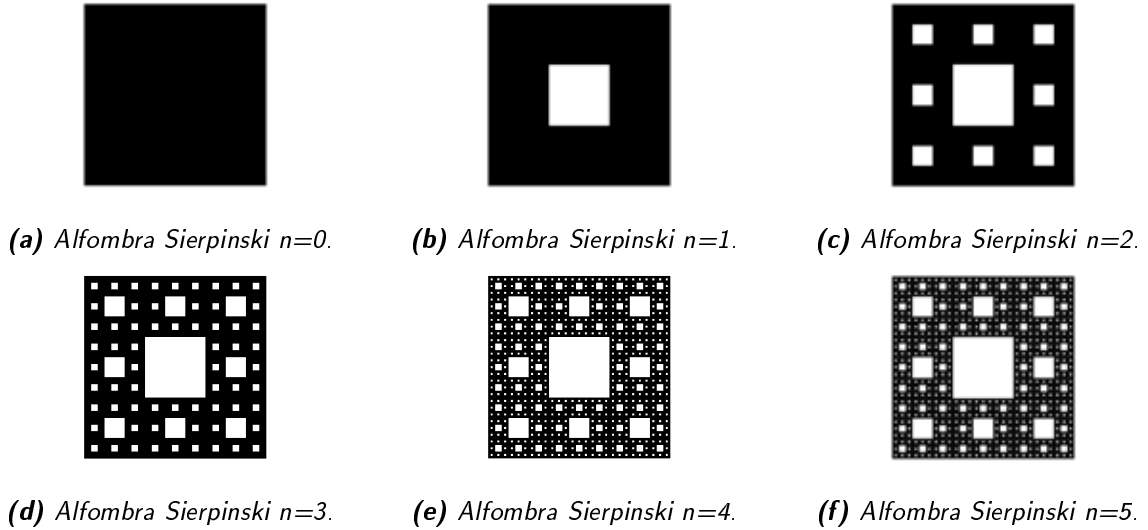 (a) Alfombra Sierpinski n=0.
(b) Alfombra Sierpinski n=1.
(c) Alfombra Sierpinski n=2.
(d) Alfombra Sierpinski n=3.
(e) Alfombra Sierpinski n=4.
(f) Alfombra Sierpinski n=5.